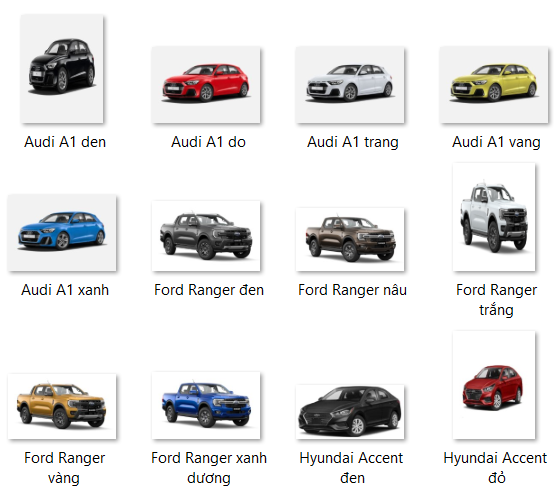 Audi A1 den
Audi A1 do
Audi A1 trang
Audi A1 vang
Audi A1 xanh
Ford Ranger đen
Ford Ranger nâu
Ford Ranger
trắng
Ford Ranger
vàng
Ford Ranger xanh
dương
Hyundai Accent
đen
Hyundai Accent
đỏ